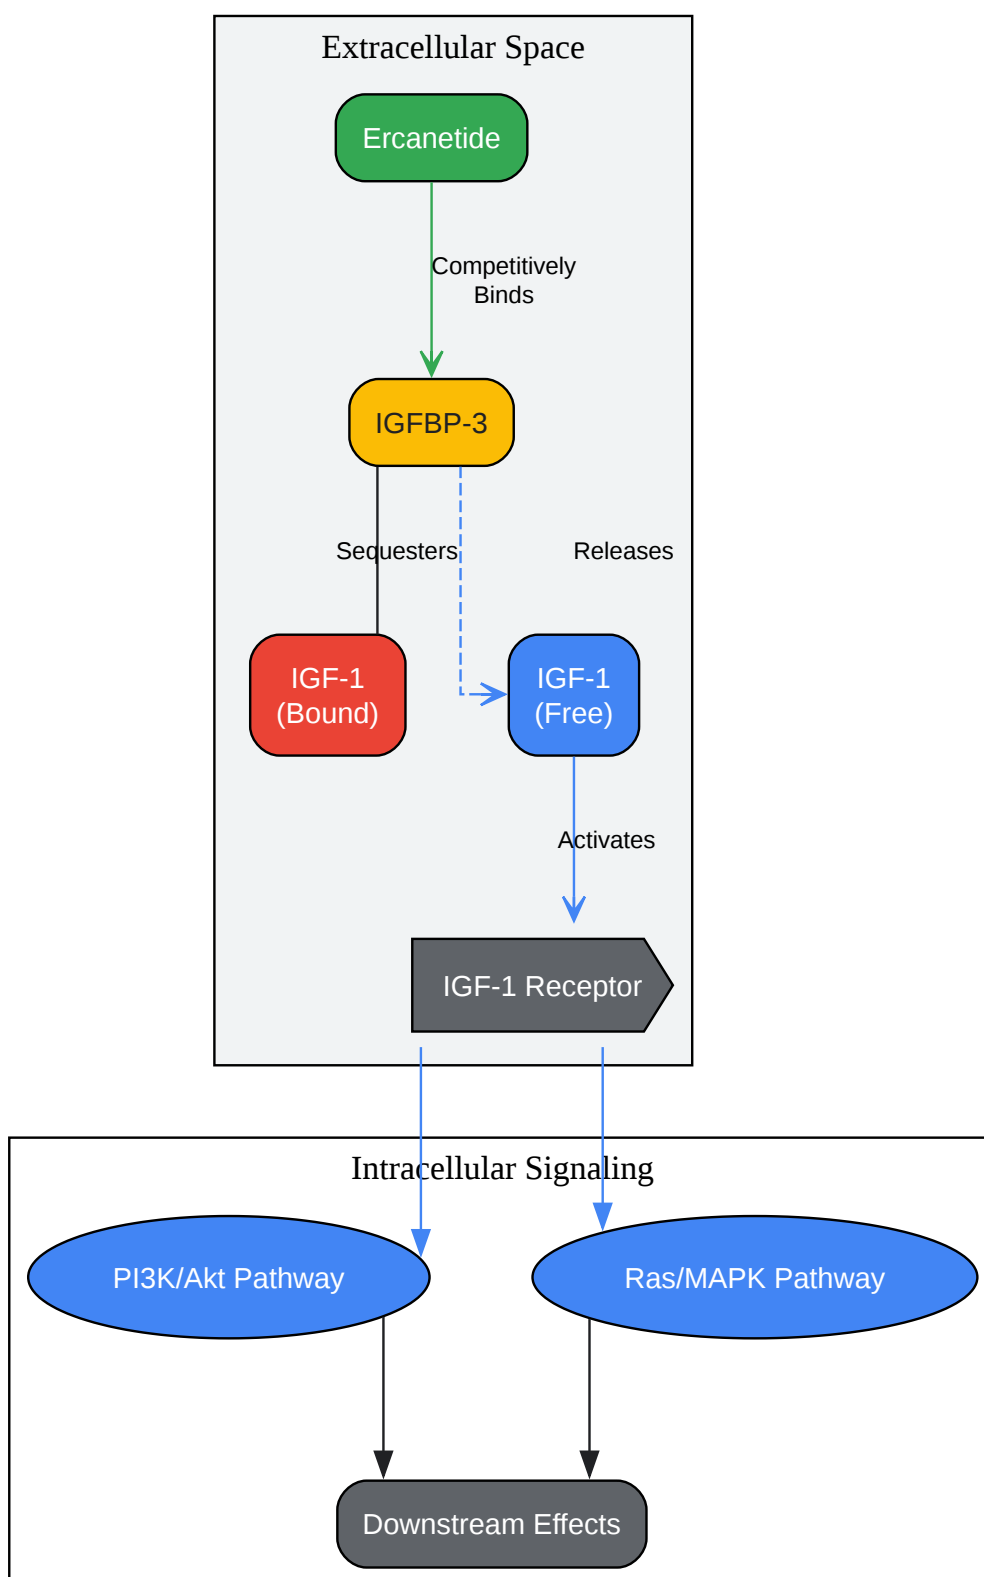 Extracellular Space
Ercanetide
Competitively
Binds
IGFBP-3
Sequesters
Releases
IGF-1
(Bound)
IGF-1
(Free)
Activates
IGF-1 Receptor
Intracellular Signaling
PI3K/Akt Pathway
Ras/MAPK Pathway
Downstream Effects